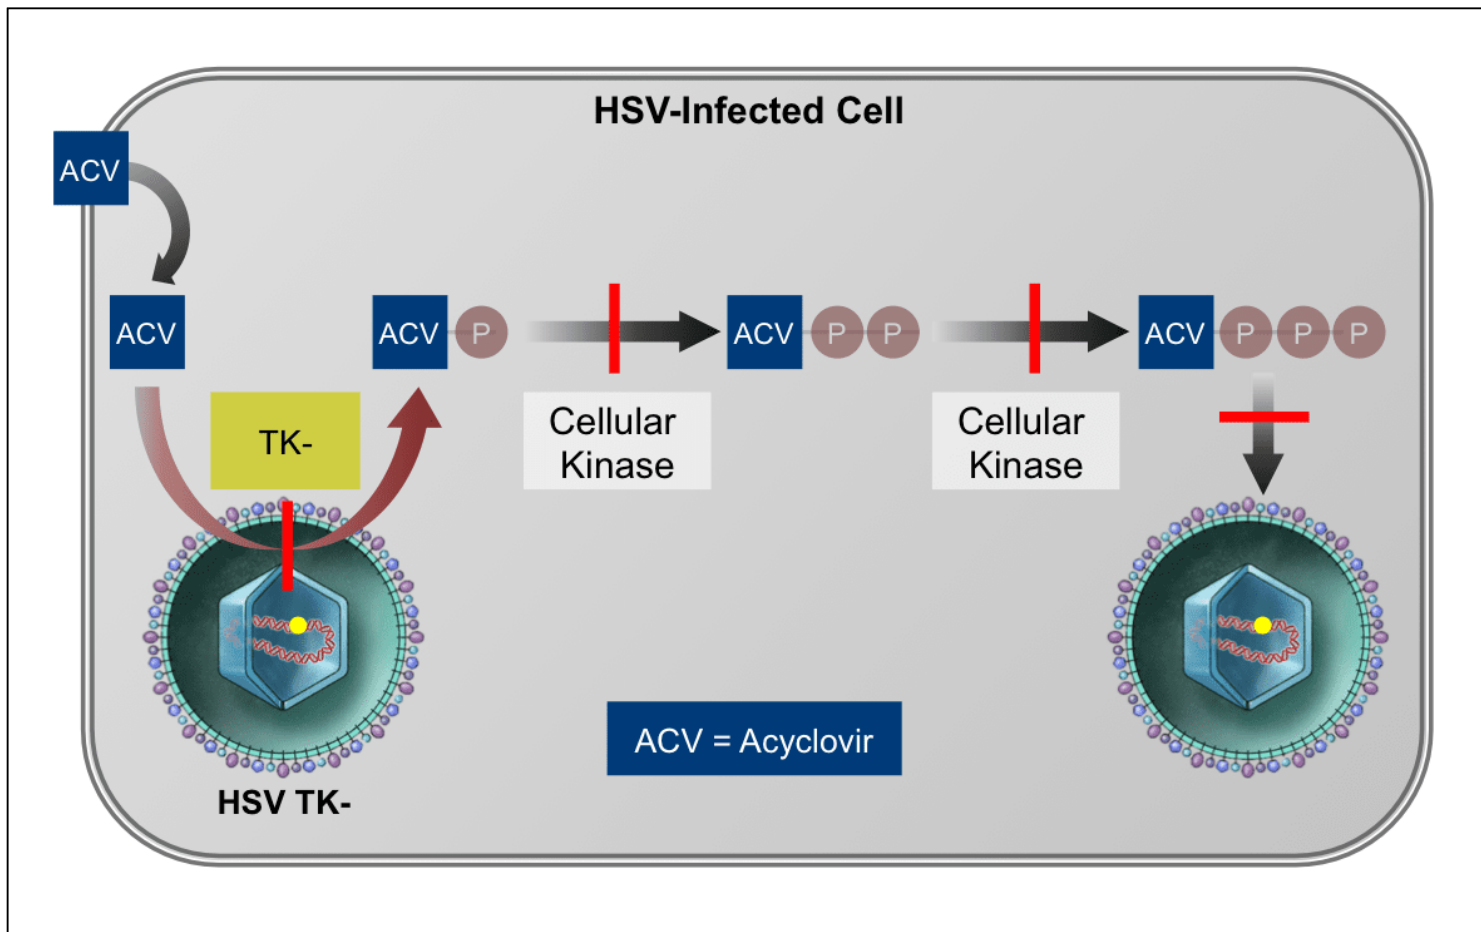 HSV-Infected Cell
ACV
ACV
ACV P
ACV P P
ACV P P P
TK-
Cellular
Kinase
Cellular
Kinase
ACV = Acyclovir
HSV TK-